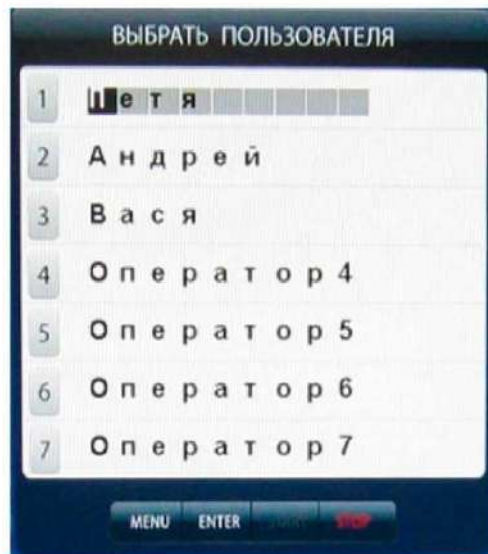 ВЫБРАТЬ ПОЛЬЗОВАТЕЛЯ
1 Петя
2 Андрей
3 Вася
4 Оператор4
5 Оператор5
6 Оператор6
7 Оператор7
MENU ENTER START STOP